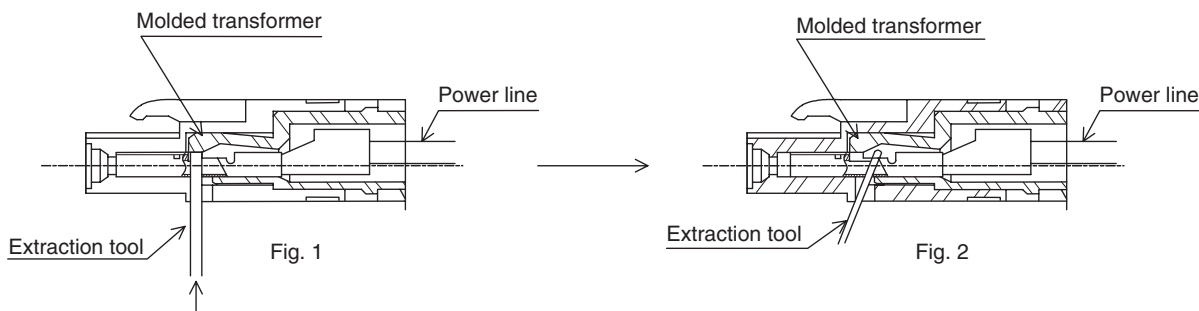 Molded transformer
Power line
Extraction tool
Fig. 1
Molded transformer
Power line
Extraction tool
Fig. 2